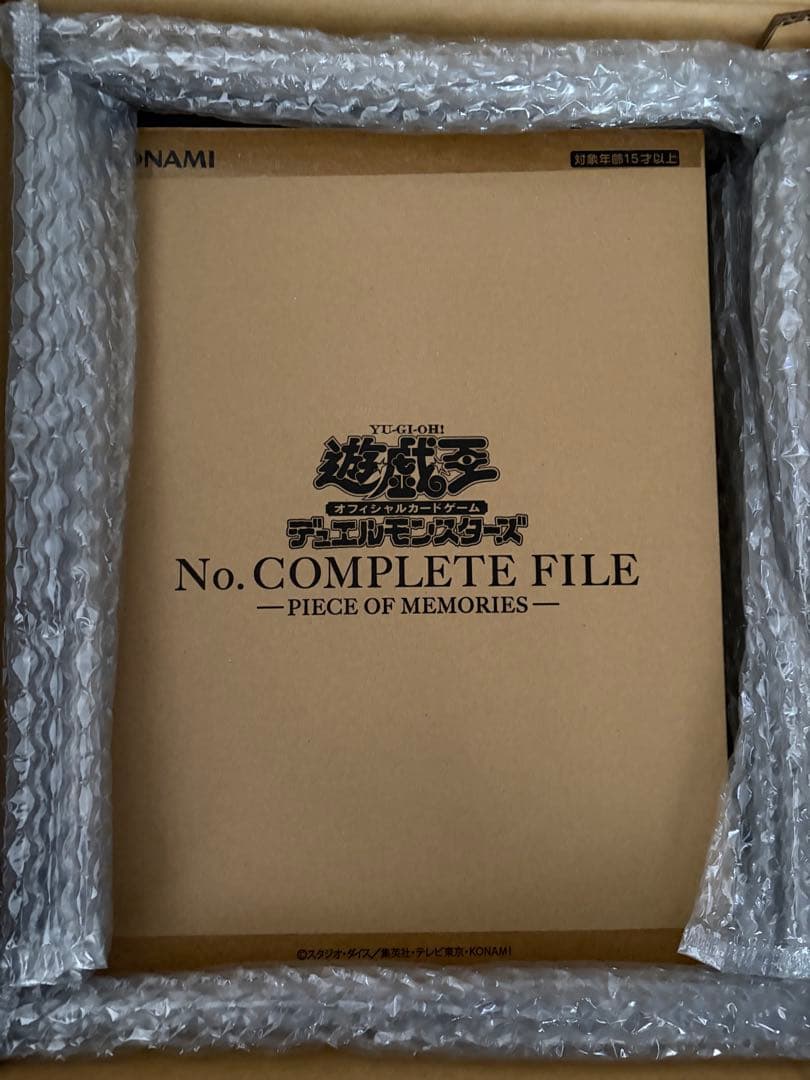 KONAMI
対象年齢15才以上
YU-GI-OH!
遊戯王
オフィシャルカードゲーム
デュエルモンスターズ
No. COMPLETE FILE
—PIECE OF MEMORIES—
©スタジオ・ダイス/集英社・テレビ東京・KONAMI